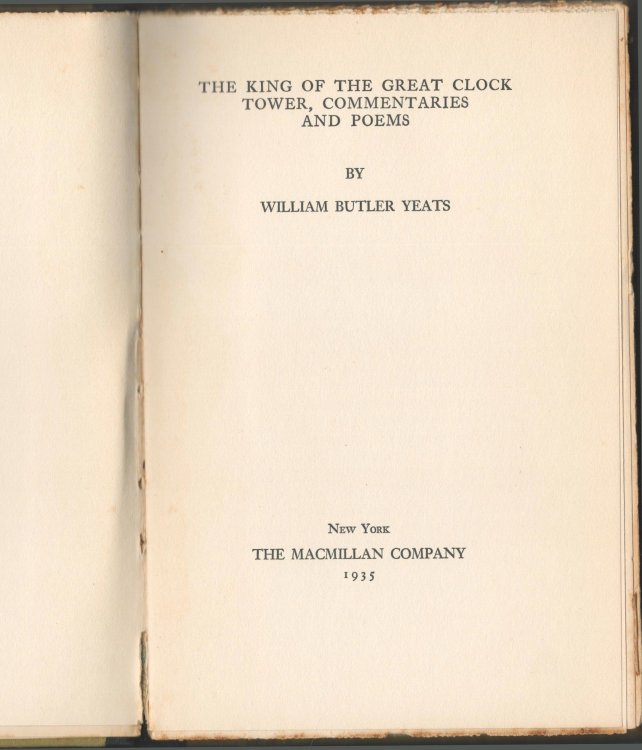 THE KING OF THE GREAT CLOCK
TOWER, COMMENTARIES
AND POEMS
BY
WILLIAM BUTLER YEATS
New York
THE MACMILLAN COMPANY
1935